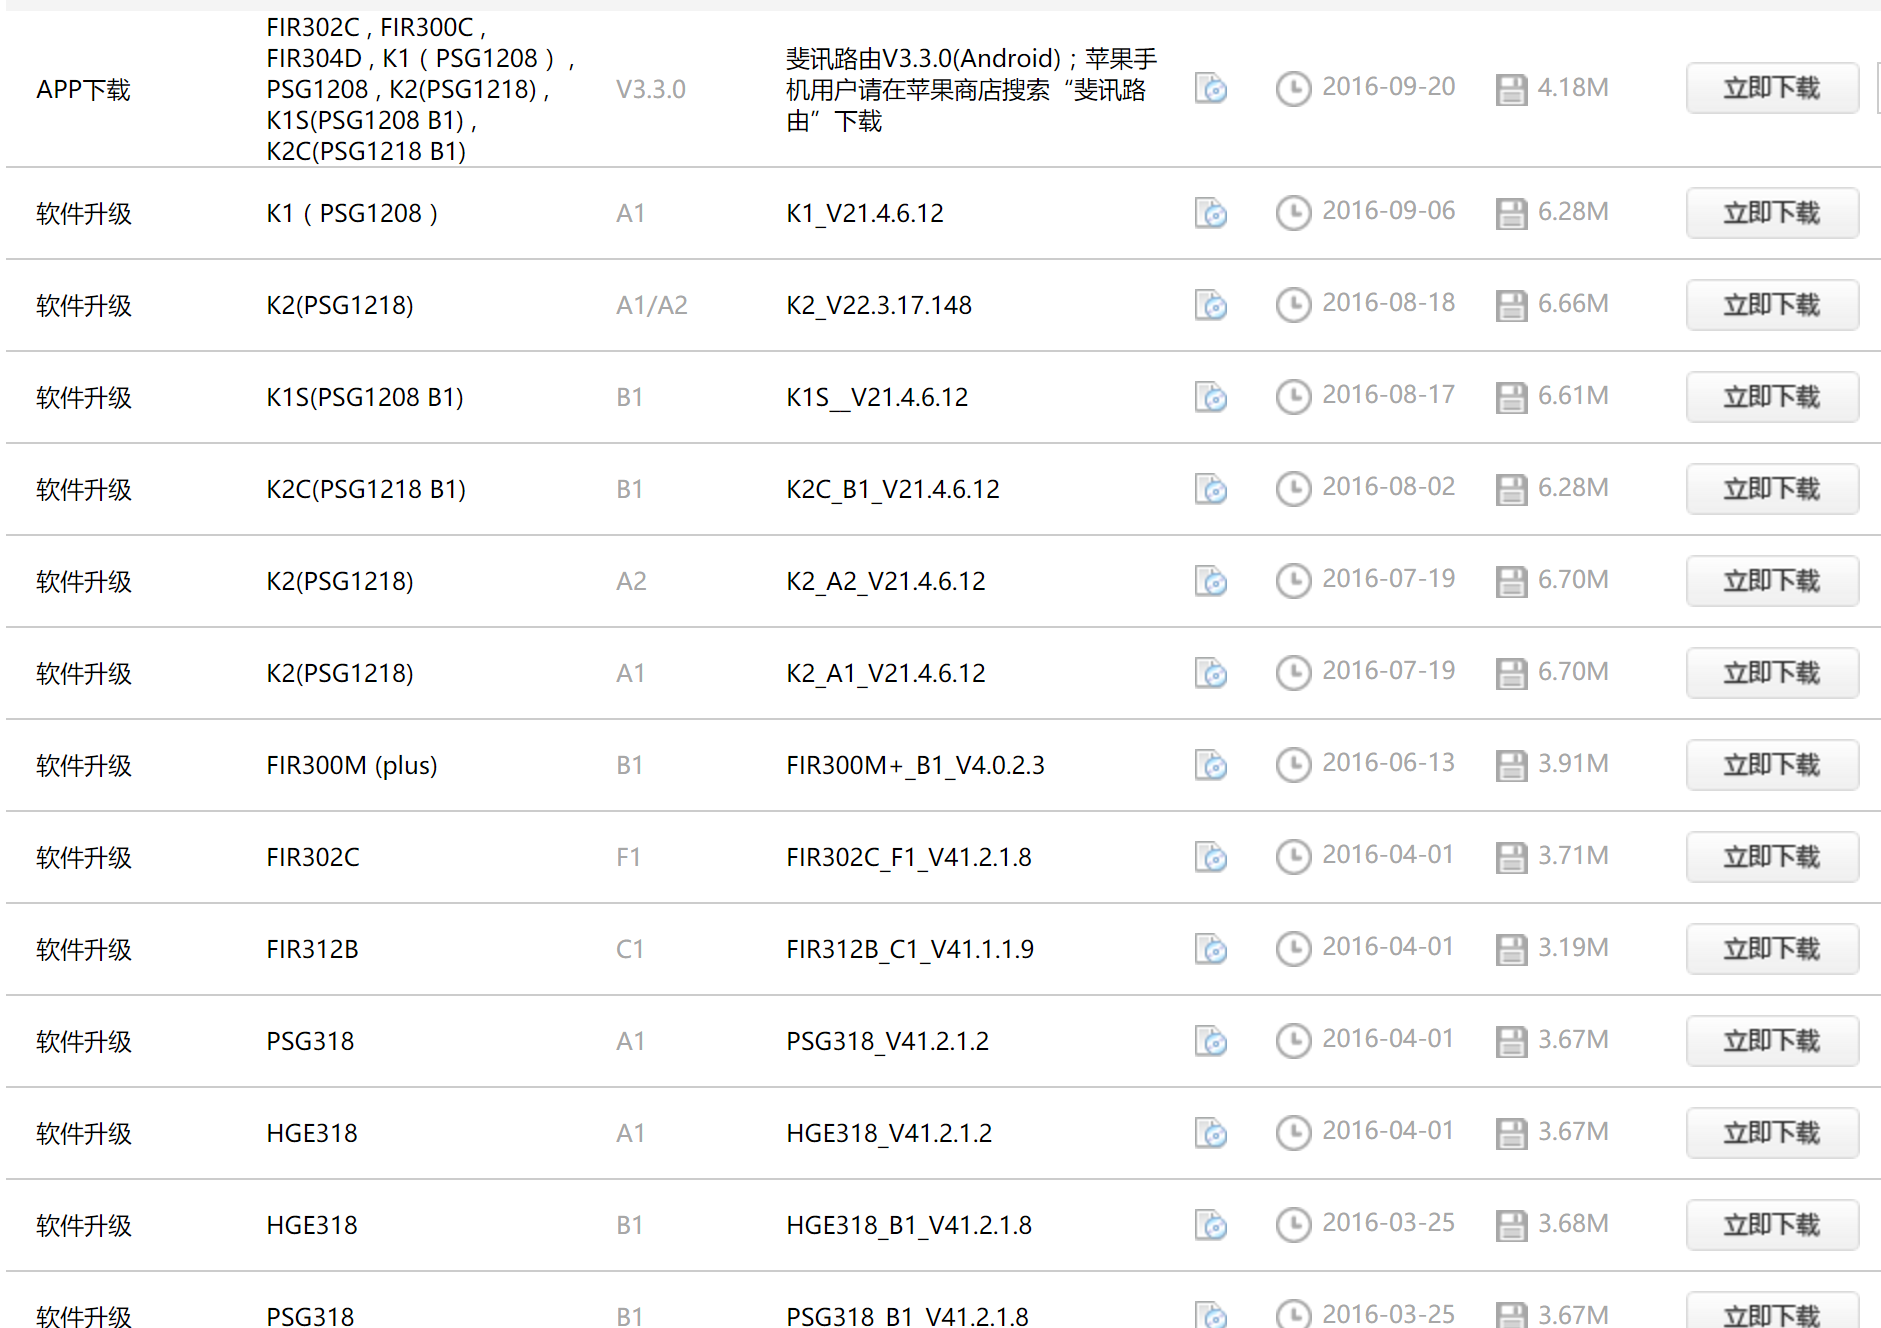 APP下载
FIR302C , FIR300C ,
FIR304D , K1（PSG1208），
PSG1208 , K2(PSG1218) ,
K1S(PSG1208 B1) ,
K2C(PSG1218 B1)
V3.3.0
斐讯路由V3.3.0(Android)；苹果手
机用户请在苹果商店搜索“斐讯路
由”下载
2016-09-20
4.18M
立即下载
软件升级 K1（PSG1208） A1 K1_V21.4.6.12 2016-09-06 6.28M 立即下载
软件升级 K2(PSG1218) A1/A2 K2_V22.3.17.148 2016-08-18 6.66M 立即下载
软件升级 K1S(PSG1208 B1) B1 K1S__V21.4.6.12 2016-08-17 6.61M 立即下载
软件升级 K2C(PSG1218 B1) B1 K2C_B1_V21.4.6.12 2016-08-02 6.28M 立即下载
软件升级 K2(PSG1218) A2 K2_A2_V21.4.6.12 2016-07-19 6.70M 立即下载
软件升级 K2(PSG1218) A1 K2_A1_V21.4.6.12 2016-07-19 6.70M 立即下载
软件升级 FIR300M (plus) B1 FIR300M+_B1_V4.0.2.3 2016-06-13 3.91M 立即下载
软件升级 FIR302C F1 FIR302C_F1_V41.2.1.8 2016-04-01 3.71M 立即下载
软件升级 FIR312B C1 FIR312B_C1_V41.1.1.9 2016-04-01 3.19M 立即下载
软件升级 PSG318 A1 PSG318_V41.2.1.2 2016-04-01 3.67M 立即下载
软件升级 HGE318 A1 HGE318_V41.2.1.2 2016-04-01 3.67M 立即下载
软件升级 HGE318 B1 HGE318_B1_V41.2.1.8 2016-03-25 3.68M 立即下载
软件升级 PSG318 B1 PSG318_B1_V41.2.1.8 2016-03-25 3.67M 立即下载